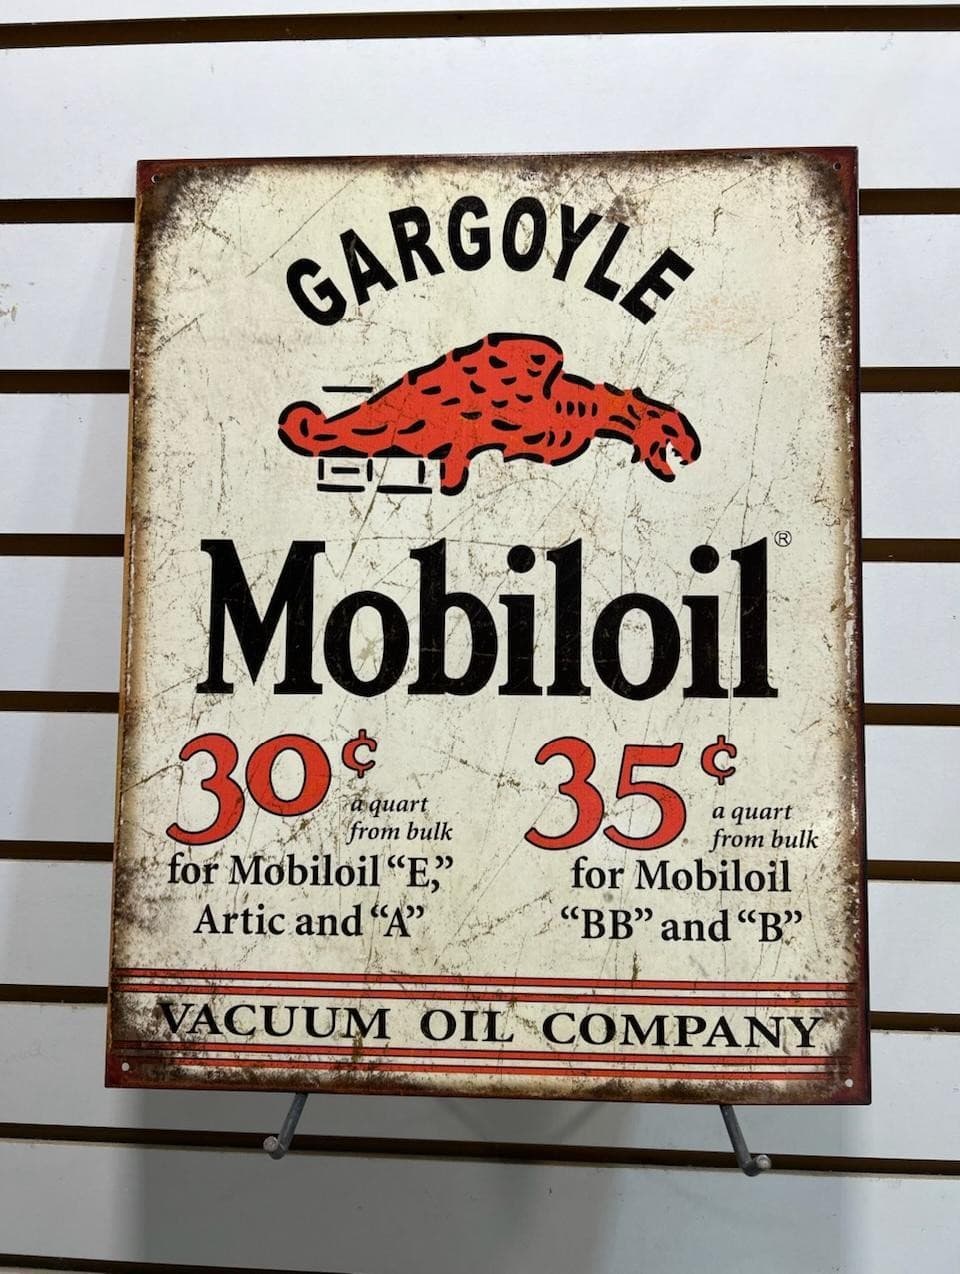 GARGOYLE
Mobiloil®
30¢ a quart
from bulk
for Mobiloil “E,”
Artic and “A”
35¢ a quart
from bulk
for Mobiloil
“BB” and “B”
VACUUM OIL COMPANY